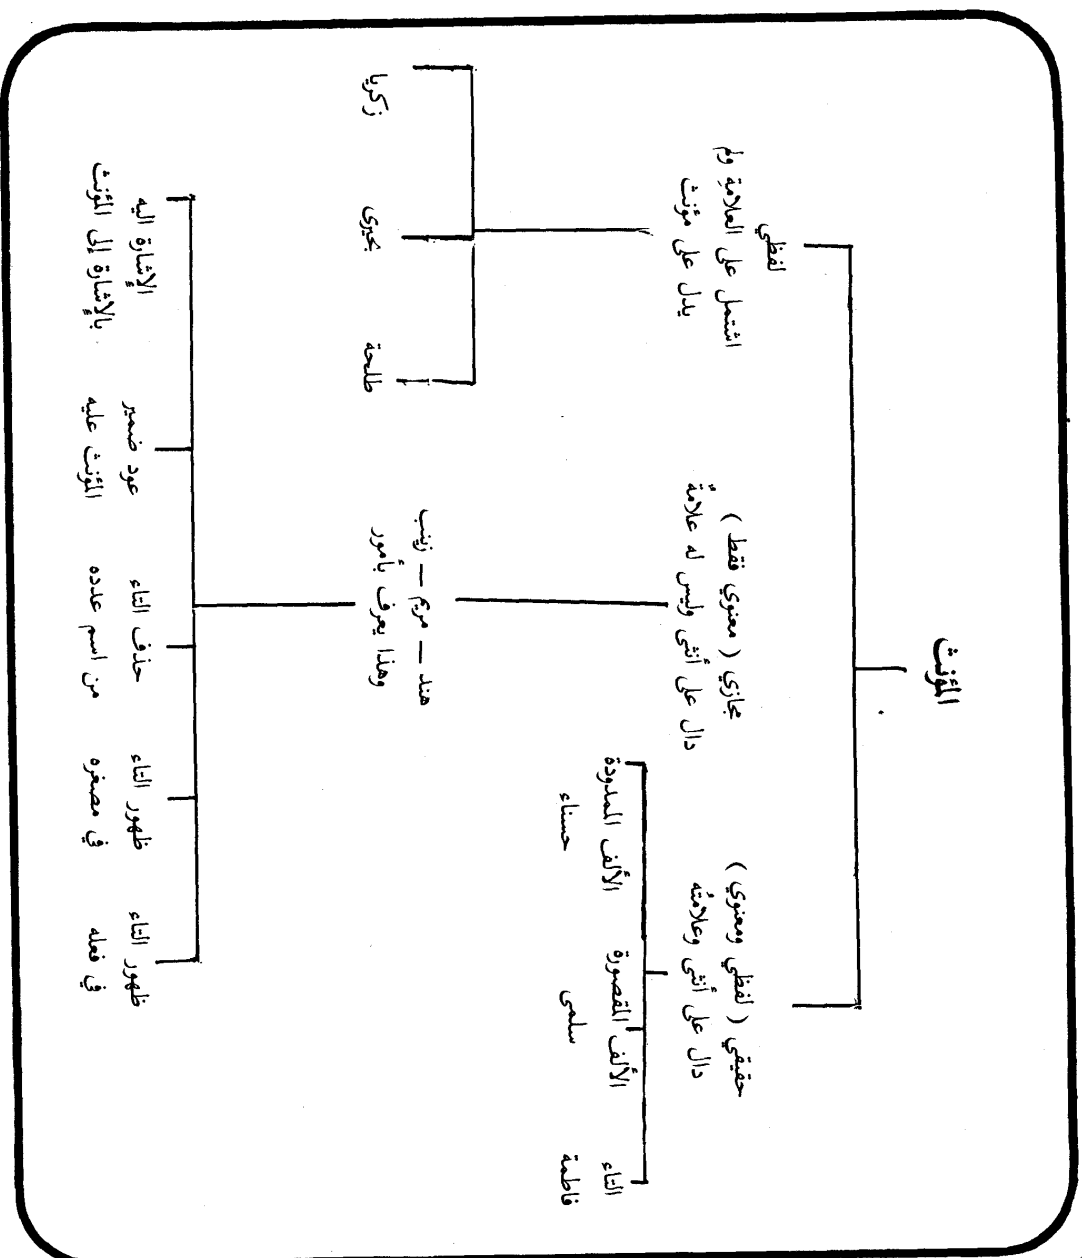 المؤنث
حقيقي ( لفظي ومعنوي )
دال على أنثى وعلامتُه
التاء
فاطمة
الألف المقصورة
سلمى
الألف الممدودة
حسناء
مجازي ( معنوي فقط )
دال على أنثى وليس له علامةٌ
هند — مريم — زينب
وهذا يعرف بأمور
ظهور التاء
في فعله
ظهور التاء
في مصغره
حذف التاء
من اسم عدده
عود ضمير
المؤنث عليه
الإشارة اليه
بالإشارة إلى المؤنث
لفظي
اشتمل على العلامةِ ولم
يدل على مؤنث
طلحة
بحيرى
زكريا